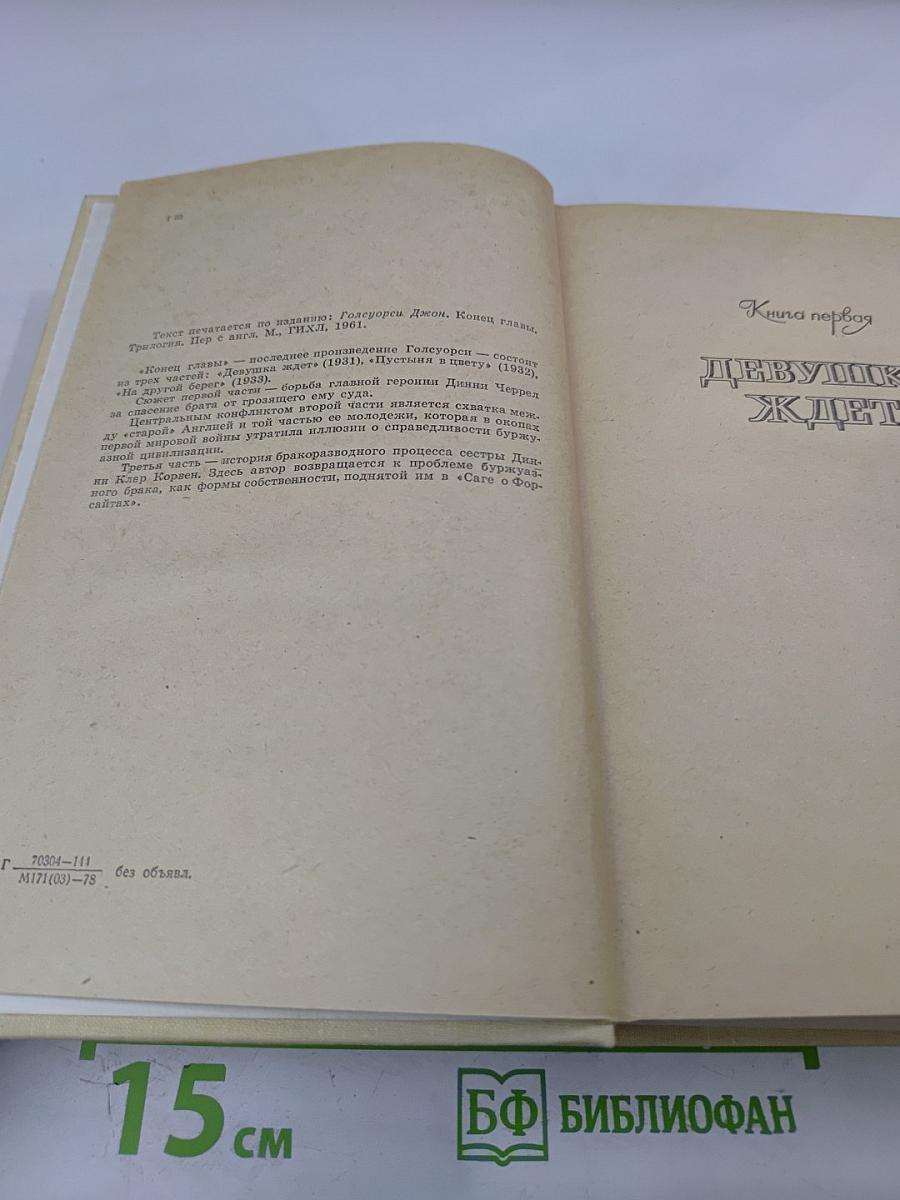 Текст печатается по изданию: Голсуорси Джон. Конец главы.
Трилогия. Пер с англ. М., ГИХЛ, 1961.
«Конец главы» — последнее произведение Голсуорси — состоит
из трех частей: «Девушка ждет» (1931), «Пустыня в цвету» (1932),
«На другой берег» (1933).
Сюжет первой части — борьба главной героини Динни Черрел
за спасение брата от грозящего ему суда.
Центральным конфликтом второй части является схватка меж-
ду «старой» Англией и той частью ее молодежи, которая в окопах
первой мировой войны утратила иллюзии о справедливости буржу-
азной цивилизации.
Третья часть — история бракоразводного процесса сестры Дин-
ни Клер Корвен. Здесь автор возвращается к проблеме буржуаз-
ного брака, как формы собственности, поднятой им в «Саге о Фор-
сайтах».
Г 70304—111
М171(03)—78 без объявл.
Книга первая
ДЕВУШК
ЖДЕТ
15 см
БФ БИБЛИОФАН